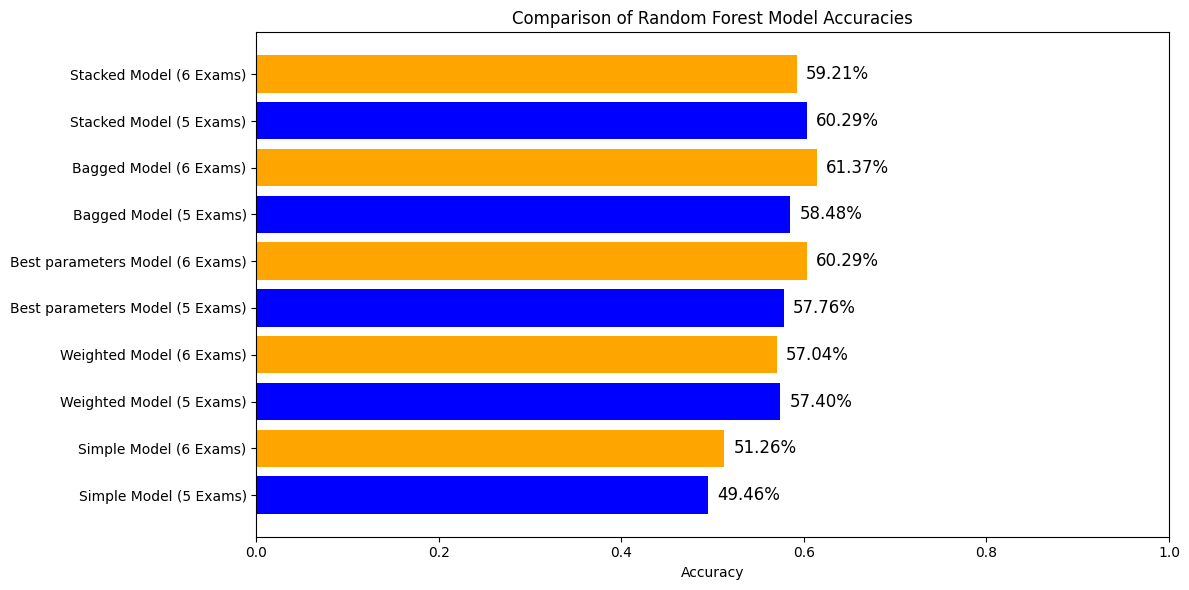 Comparison of Random Forest Model Accuracies
Stacked Model (6 Exams) 59.21%
Stacked Model (5 Exams) 60.29%
Bagged Model (6 Exams) 61.37%
Bagged Model (5 Exams) 58.48%
Best parameters Model (6 Exams) 60.29%
Best parameters Model (5 Exams) 57.76%
Weighted Model (6 Exams) 57.04%
Weighted Model (5 Exams) 57.40%
Simple Model (6 Exams) 51.26%
Simple Model (5 Exams) 49.46%
0.0 0.2 0.4 0.6 0.8 1.0
Accuracy